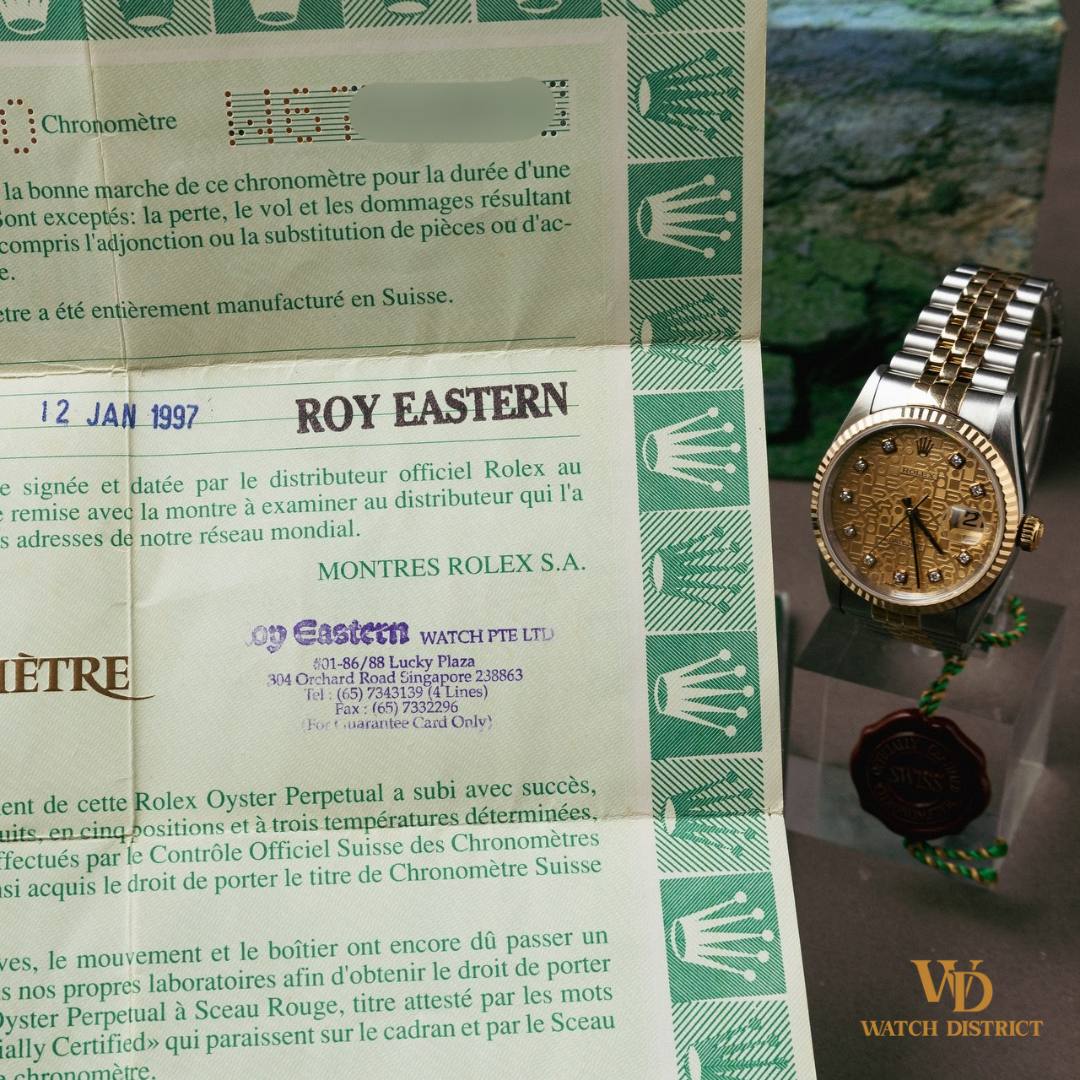 Chronomètre W67
la bonne marche de ce chronomètre pour la durée d'une
Sont exceptés: la perte, le vol et les dommages résultant
compris l'adjonction ou la substitution de pièces ou d'ac-
e.
tre a été entièrement manufacturé en Suisse.
12 JAN 1997 ROY EASTERN
e signée et datée par le distributeur officiel Rolex au
e remise avec la montre à examiner au distributeur qui l'a
s adresses de notre réseau mondial.
MONTRES ROLEX S.A.
oy Eastern WATCH PTE LTD
#01-86/88 Lucky Plaza
304 Orchard Road Singapore 238863
Tel : (65) 7343139 (4 Lines)
Fax : (65) 7332296
(For Guarantee Card Only)
MÈTRE
ent de cette Rolex Oyster Perpetual a subi avec succès,
uits, en cinq positions et à trois températures déterminées,
ffectués par le Contrôle Officiel Suisse des Chronomètres
nsi acquis le droit de porter le titre de Chronomètre Suisse
ves, le mouvement et le boîtier ont encore dû passer un
s nos propres laboratoires afin d'obtenir le droit de porter
Oyster Perpetual à Sceau Rouge, titre attesté par les mots
ially Certified» qui paraissent sur le cadran et par le Sceau
e chronomètre.
ROLEX
2
SWISS
WD
WATCH DISTRICT